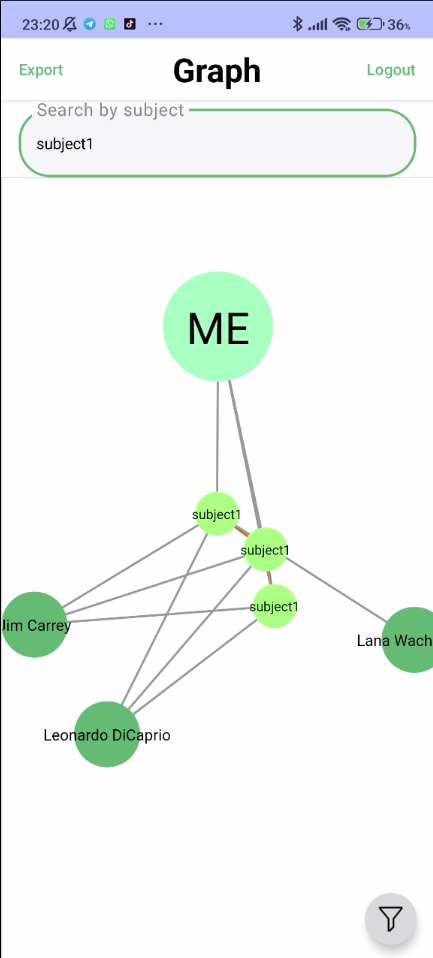 23:20 ... 36%
Export Graph Logout
Search by subject
subject1
ME
subject1
subject1
subject1
Jim Carrey
Lana Wach
Leonardo DiCaprio